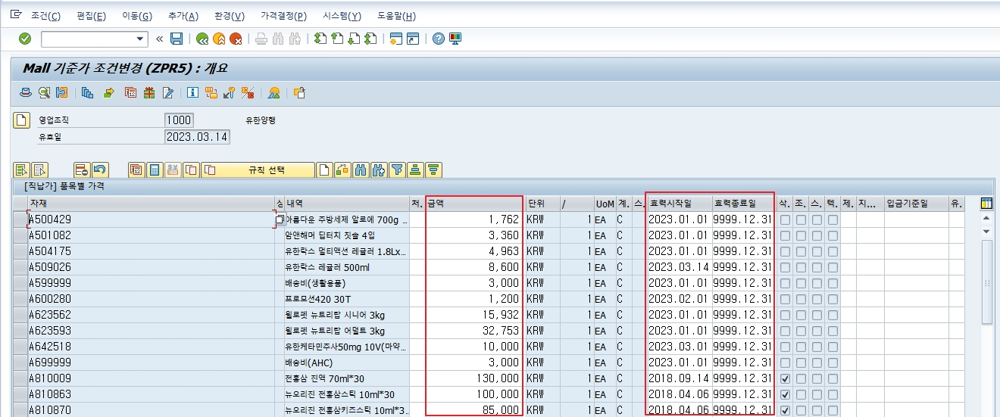 조건(C) 편집(E) 이동(G) 추가(A) 환경(V) 가격결정(P) 시스템(Y) 도움말(H)
Mall 기준가 조건변경 (ZPR5) : 개요
영업조직 1000 유한양행
유효일 2023.03.14
규칙 선택
[직납가] 품목별 가격
자재 상 내역 처. 금액 단위 / UoM 계. 스. 효력시작일 효력종료일 삭. 조. 스. 텍. 제. 지... 입금기준일 유.
A500429 아름다운 주방세제 알로에 700g ... 1,762 KRW 1 EA C 2023.01.01 9999.12.31
A501082 암앤해머 딥터치 칫솔 4입 3,360 KRW 1 EA C 2023.01.01 9999.12.31
A504175 유한락스 멀티액션 레귤러 1.8Lx... 4,963 KRW 1 EA C 2023.01.01 9999.12.31
A509026 유한락스 레귤러 500ml 8,600 KRW 1 EA C 2023.03.14 9999.12.31
A599999 배송비(생활용품) 3,000 KRW 1 EA C 2023.01.01 9999.12.31
A600280 프로모션420 30T 1,200 KRW 1 EA C 2023.02.01 9999.12.31
A623562 웰로펫 뉴트리탑 시니어 3kg 15,932 KRW 1 EA C 2023.01.01 9999.12.31
A623593 웰로펫 뉴트리탑 어덜트 3kg 32,753 KRW 1 EA C 2023.01.01 9999.12.31
A642518 유한케타민주사50mg 10V(마약... 10,000 KRW 1 EA C 2023.01.01 9999.12.31
A699999 배송비(AHC) 3,000 KRW 1 EA C 2023.01.01 9999.12.31
A810009 전홍삼 진액 70ml*30 130,000 KRW 1 EA C 2018.09.14 9999.12.31
A810863 뉴오리진 전홍삼스틱 10ml*30 100,000 KRW 1 EA C 2018.04.06 9999.12.31
A810870 뉴오리진 전홍삼키즈스틱 10ml*3... 85,000 KRW 1 EA C 2018.04.06 9999.12.31